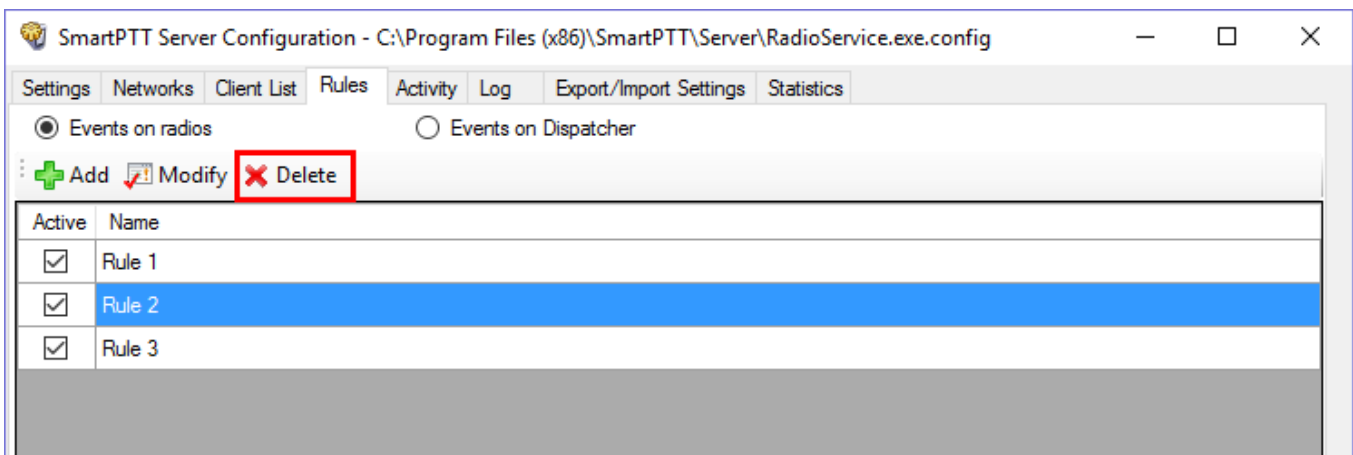 SmartPTT Server Configuration - C:\Program Files (x86)\SmartPTT\Server\RadioService.exe.config
Settings Networks Client List Rules Activity Log Export/Import Settings Statistics
Events on radios Events on Dispatcher
Add Modify Delete
Active Name
Rule 1
Rule 2
Rule 3